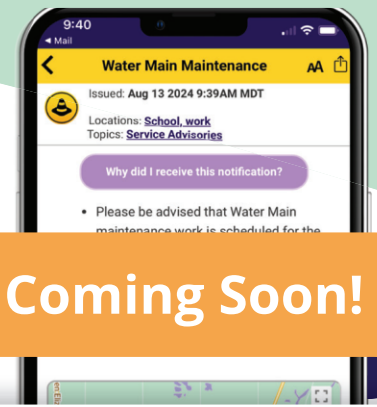 9:40
◄ Mail
Water Main Maintenance
AA
Issued: Aug 13 2024 9:39AM MDT
Locations: School, work
Topics: Service Advisories
Why did I receive this notification?
• Please be advised that Water Main
maintenance work is scheduled for the
Coming Soon!